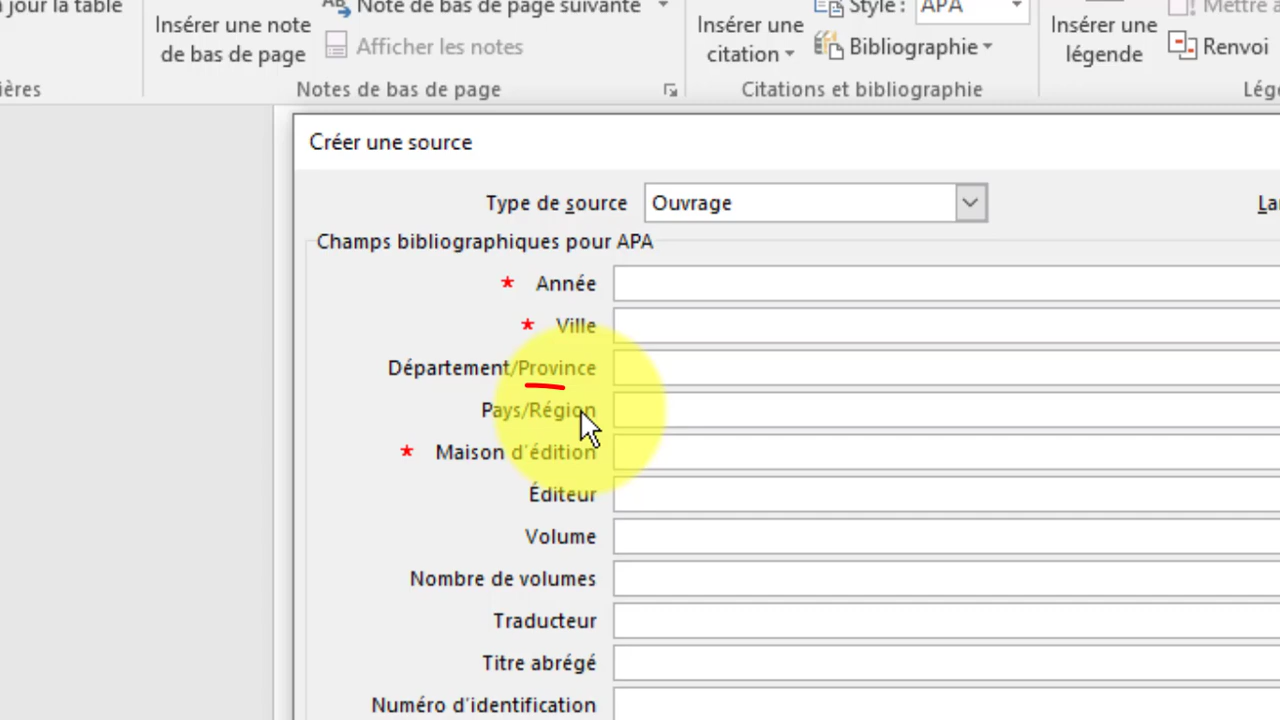 jour la table
Insérer une note
de bas de page
AB Note de bas de page suivante
Afficher les notes
Insérer une
citation
Style : APA
Bibliographie
Insérer une
légende
Mettre à
Renvoi
ières
Notes de bas de page
Citations et bibliographie
Lég
Créer une source
Type de source Ouvrage
La
Champs bibliographiques pour APA
* Année
* Ville
Département/Province
Pays/Région
* Maison d'édition
Éditeur
Volume
Nombre de volumes
Traducteur
Titre abrégé
Numéro d'identification